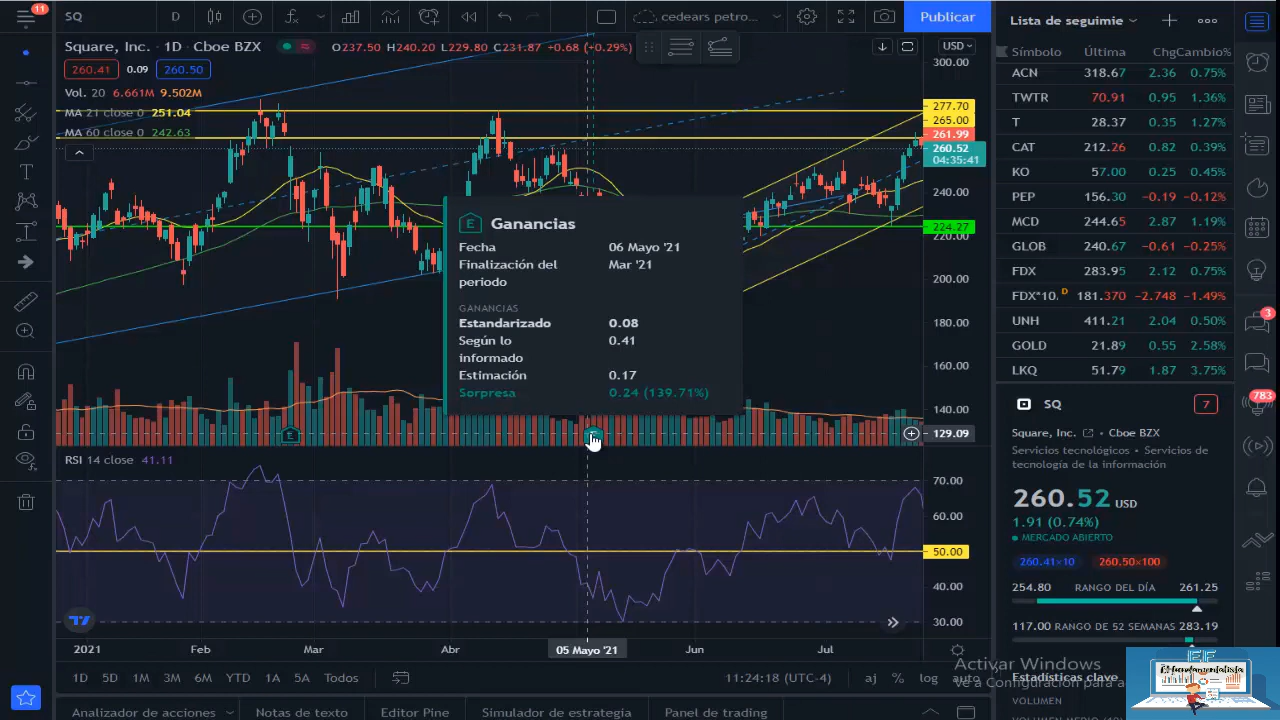 11
SQ
D
cedears petro...
Publicar
Square, Inc. · 1D · Cboe BZX
O237.50 H240.20 L229.80 C231.87 −0.68 (+0.29%)
USD
260.41 0.09 260.50
Vol. 20 6.661M 9.502M
MA 21 close 0 251.04
MA 60 close 0 242.63
300.00
277.70
265.00
261.99
260.52
04:35:41
240.00
224.27
220.00
200.00
180.00
160.00
140.00
129.09
E Ganancias
Fecha 06 Mayo '21
Finalización del Mar '21
periodo
GANANCIAS
Estandarizado 0.08
Según lo 0.41
informado
Estimación 0.17
Sorpresa 0.24 (139.71%)
E
RSI 14 close 41.11
70.00
60.00
50.00
40.00
30.00
2021 Feb Mar Abr 05 Mayo '21 Jun Jul
1D 5D 1M 3M 6M YTD 1A 5A Todos
11:24:18 (UTC-4) aj % log auto
Analizador de acciones Notas de texto Editor Pine Simulador de estrategia Panel de trading
Lista de seguimie
Símbolo Última Chg Cambio%
ACN 318.67 2.36 0.75%
TWTR 70.91 0.95 1.36%
T 28.37 0.35 1.27%
CAT 212.26 0.82 0.39%
KO 57.00 0.25 0.45%
PEP 156.30 −0.19 −0.12%
MCD 244.65 2.87 1.19%
GLOB 240.67 −0.61 −0.25%
FDX 283.95 2.12 0.75%
FDX*10. D 181.370 −2.748 −1.49%
UNH 411.21 2.04 0.50%
GOLD 21.89 0.55 2.58%
LKQ 51.79 1.87 3.75%
SQ 7
Square, Inc. · Cboe BZX
Servicios tecnológicos · Servicios de
tecnología de la información
260.52 USD
1.91 (0.74%)
MERCADO ABIERTO
260.41×10 260.50×100
254.80 RANGO DEL DÍA 261.25
117.00 RANGO DE 52 SEMANAS 283.19
Estadísticas clave
VOLUMEN
3
783
Activar Windows
Ve a Configuración para a
EF
El fundamentalista